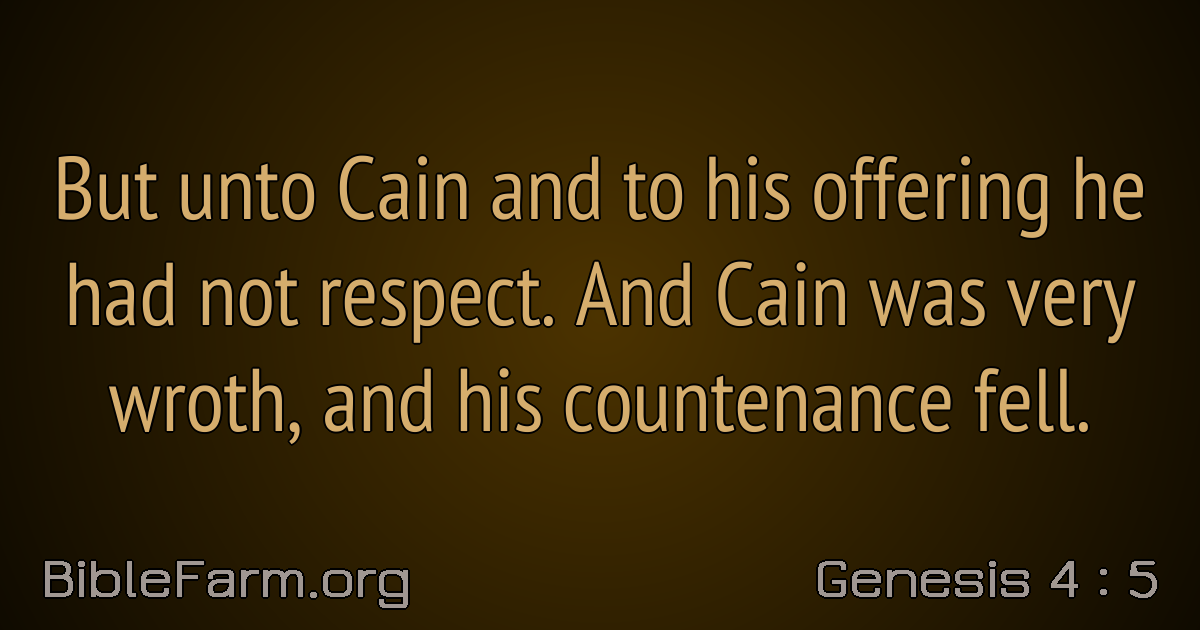 But unto Cain and to his offering he
had not respect. And Cain was very
wroth, and his countenance fell.
BibleFarm.org
Genesis 4 : 5